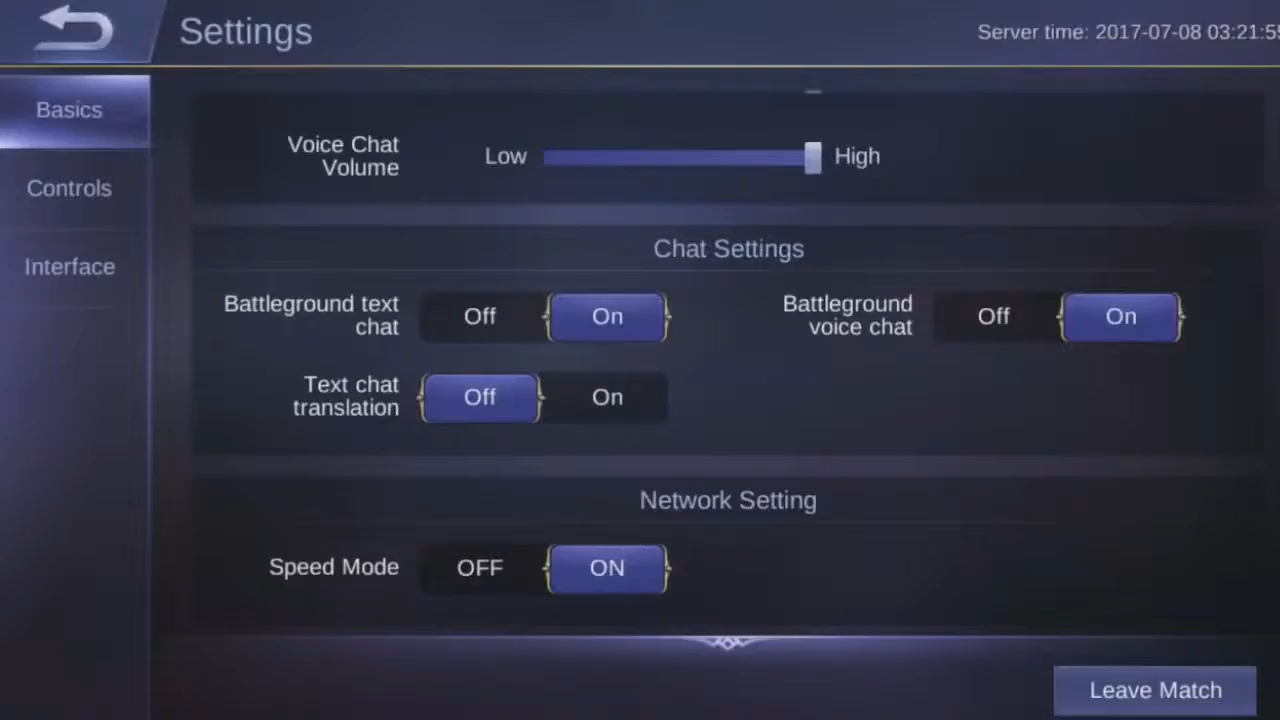 Settings
Server time: 2017-07-08 03:21:55
Basics
Controls
Interface
Voice Chat
Volume
Low
High
Chat Settings
Battleground text
chat
Off
On
Battleground
voice chat
Off
On
Text chat
translation
Off
On
Network Setting
Speed Mode
OFF
ON
Leave Match